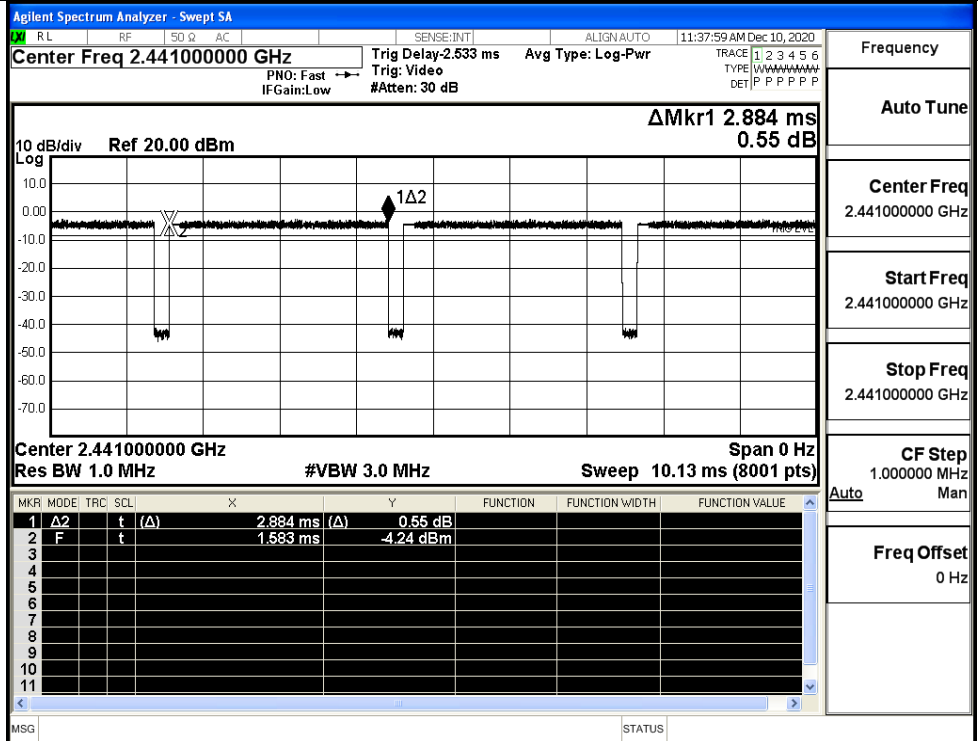 Agilent Spectrum Analyzer - Swept SA
LXI RL RF 50 Ω AC SENSE:INT ALIGNAUTO 11:37:59 AM Dec 10, 2020
Center Freq 2.441000000 GHz Trig Delay-2.533 ms Avg Type: Log-Pwr TRACE 1 2 3 4 5 6
PNO: Fast Trig: Video TYPE WWWWWW
IFGain:Low #Atten: 30 dB DET P P P P P P
ΔMkr1 2.884 ms
0.55 dB
10 dB/div Ref 20.00 dBm
Log
10.0
0.00
-10.0
-20.0
-30.0
-40.0
-50.0
-60.0
-70.0
1Δ2
2
TRIG LVL
Center 2.441000000 GHz Span 0 Hz
Res BW 1.0 MHz #VBW 3.0 MHz Sweep 10.13 ms (8001 pts)
MKR MODE TRC SCL X Y FUNCTION FUNCTION WIDTH FUNCTION VALUE
1 Δ2 t (Δ) 2.884 ms (Δ) 0.55 dB
2 F t 1.583 ms -4.24 dBm
3
4
5
6
7
8
9
10
11
MSG STATUS
Frequency
Auto Tune
Center Freq
2.441000000 GHz
Start Freq
2.441000000 GHz
Stop Freq
2.441000000 GHz
CF Step
1.000000 MHz
Auto Man
Freq Offset
0 Hz